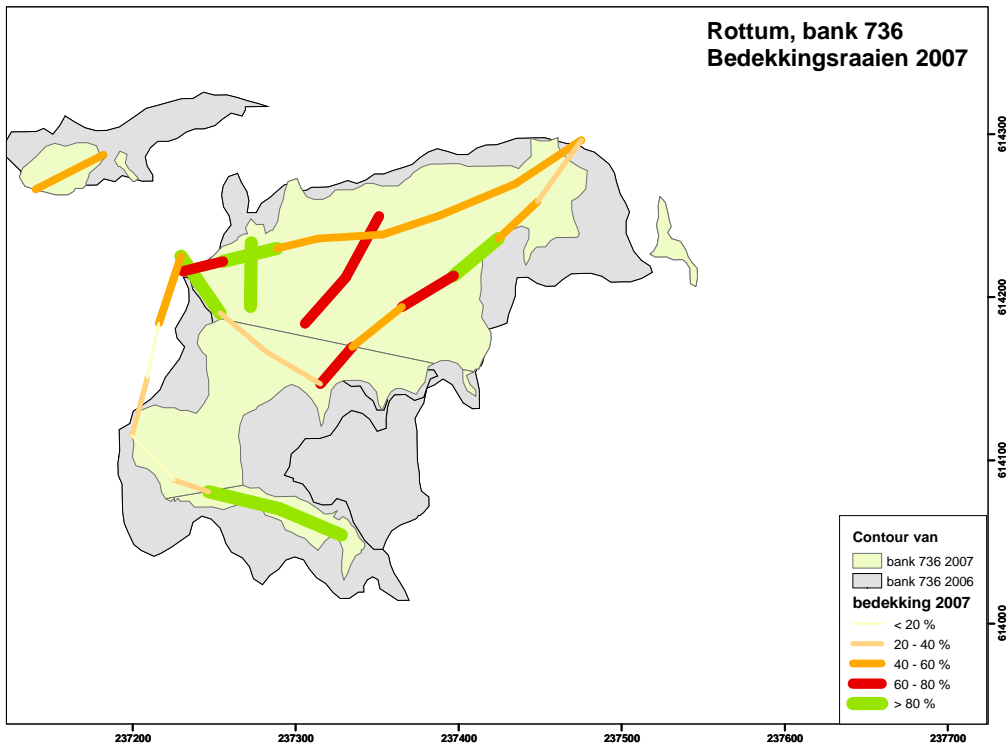 Rottum, bank 736
Bedekkingsraaien 2007
614300
614200
614100
614000
Contour van
bank 736 2007
bank 736 2006
bedekking 2007
< 20 %
20 - 40 %
40 - 60 %
60 - 80 %
> 80 %
237200 237300 237400 237500 237600 237700